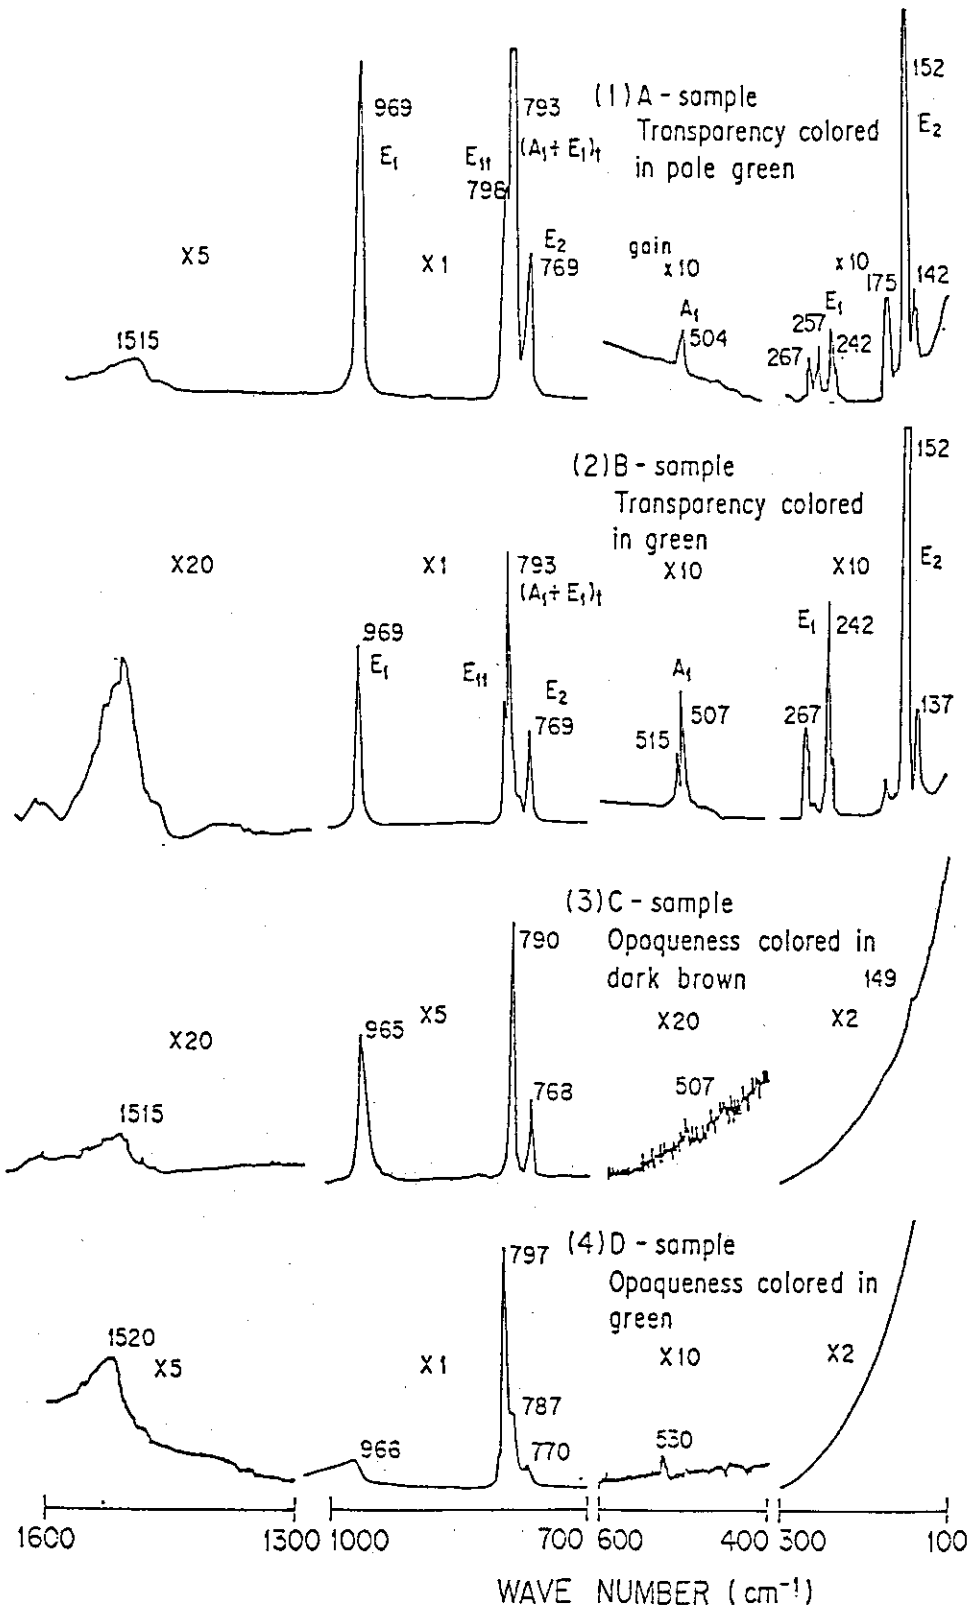 (1) A - sample
Transparency colored
in pale green
969
E₁
E₁₁
798
793
(A₁+E₁)t
E₂
769
X5
X1
gain
x10
x10
1515
A₁
504
267
257
E₁
242
175
152
E₂
142
(2) B - sample
Transparency colored
in green
X20
X1
X10
X10
969
E₁
E₁₁
793
(A₁+E₁)t
E₂
769
515
A₁
507
267
E₁
242
152
E₂
137
(3) C - sample
Opaqueness colored in
dark brown
X20
X5
X20
X2
1515
965
790
768
507
149
(4) D - sample
Opaqueness colored in
green
1520
X5
X1
X10
X2
966
797
787
770
530
1600 1300 1000 700 600 400 300 100
WAVE NUMBER (cm⁻¹)